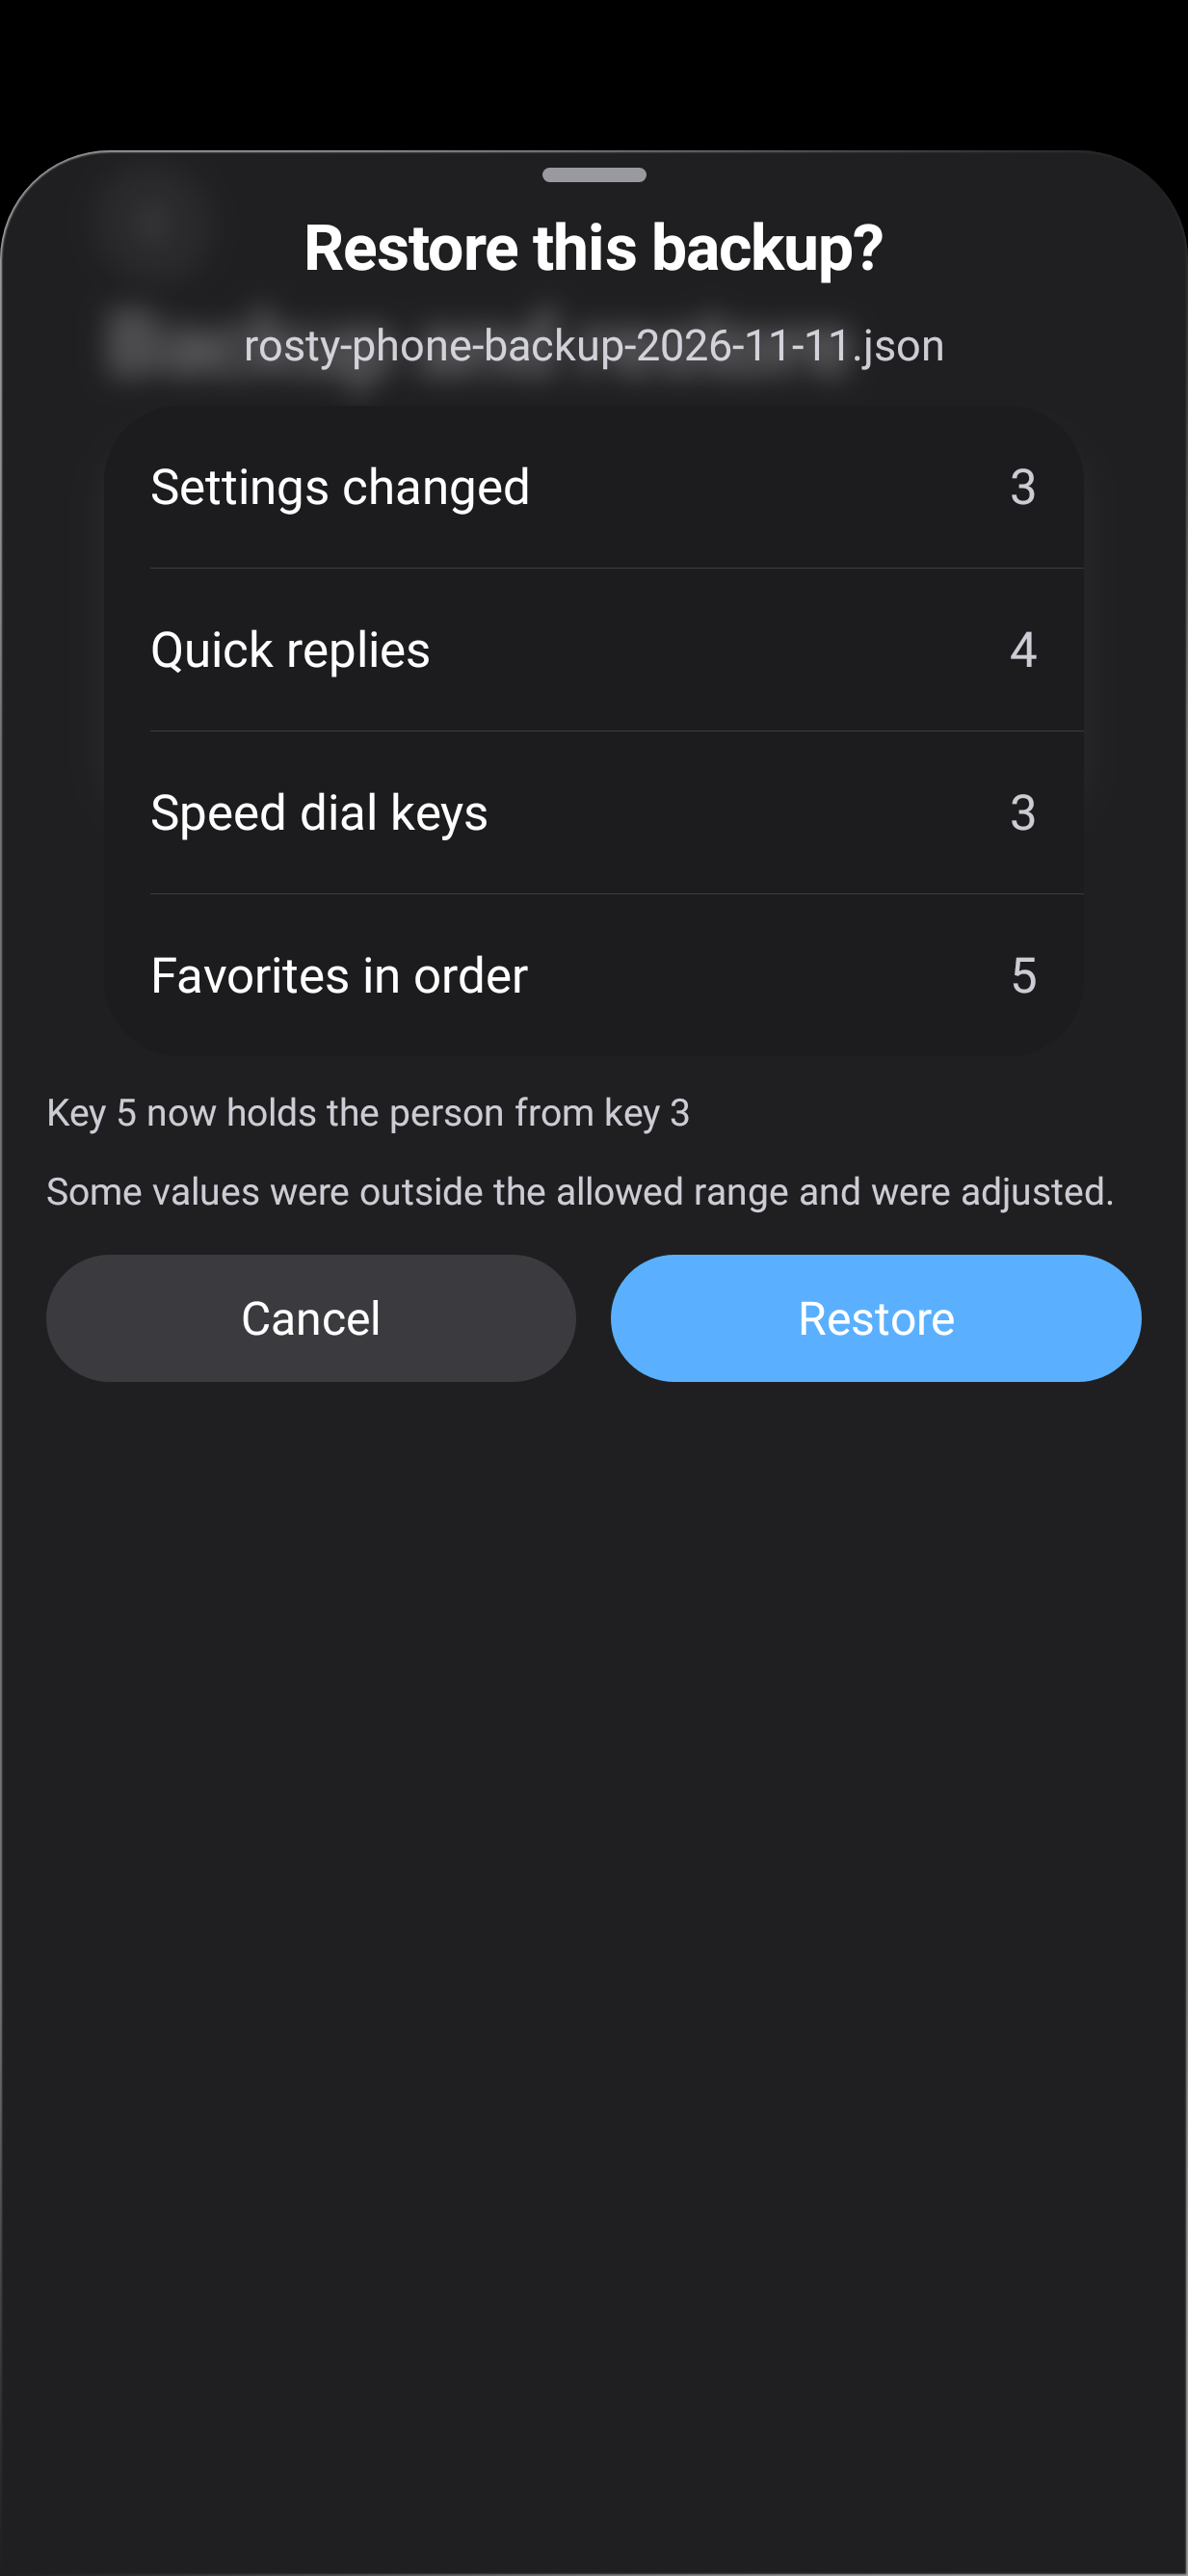 Restore this backup?
rosty-phone-backup-2026-11-11.json
Settings changed 3
Quick replies 4
Speed dial keys 3
Favorites in order 5
Key 5 now holds the person from key 3
Some values were outside the allowed range and were adjusted.
Cancel Restore